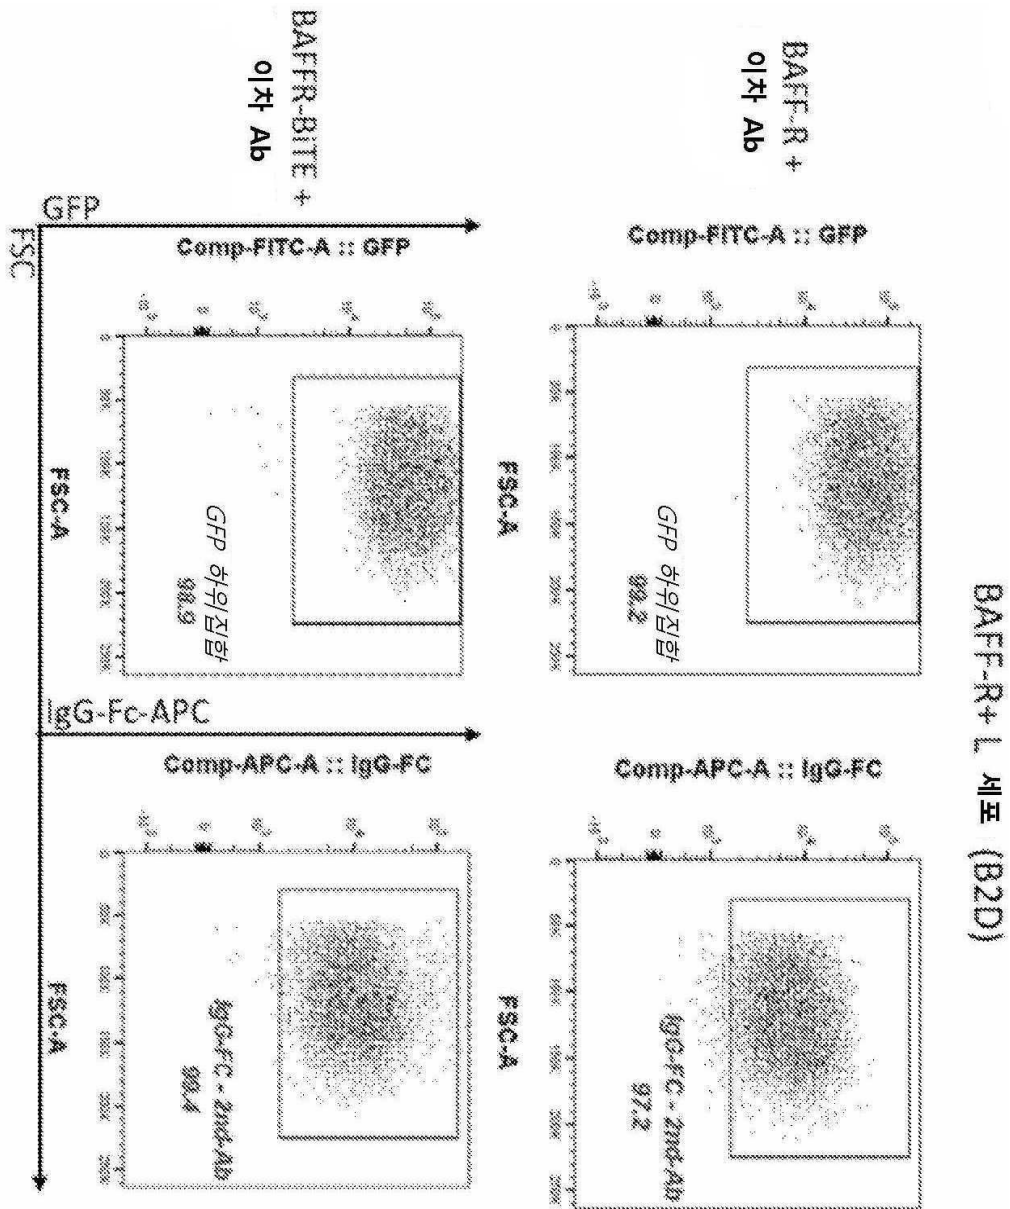 BAFF-R+ L 세포 (B2D)
BAFF-R +
이차 Ab
Comp-FITC-A :: GFP
GFP 하위집합
99.2
FSC-A
Comp-APC-A :: IgG-FC
IgG-FC - 2nd-Ab
97.2
FSC-A
BAFFR-BiTE +
이차 Ab
Comp-FITC-A :: GFP
GFP 하위집합
98.9
FSC-A
Comp-APC-A :: IgG-FC
IgG-FC - 2nd-Ab
99.4
FSC-A
GFP
IgG-Fc-APC
FSC